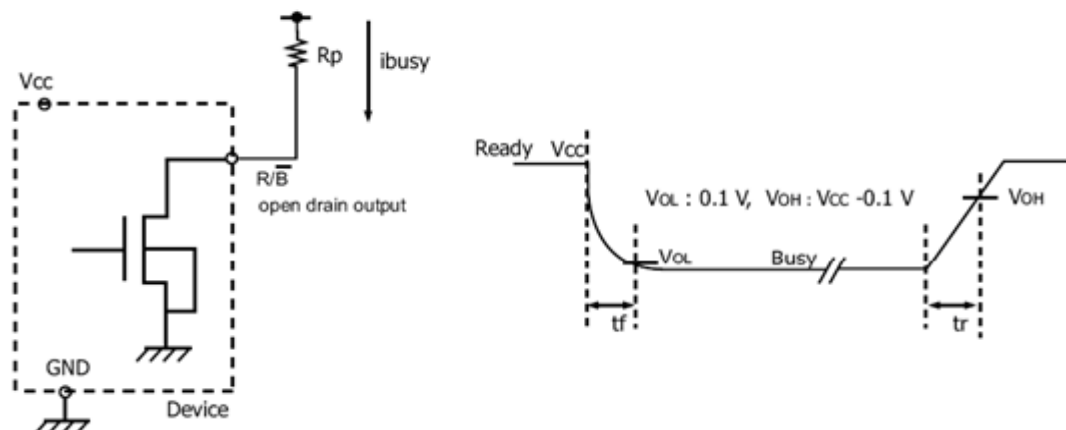 Rp
ibusy
Vcc
R/B̅
open drain output
GND
Device
Ready Vcc
VOL : 0.1 V, VOH : VCC -0.1 V
VOH
VOL
Busy
tf
tr